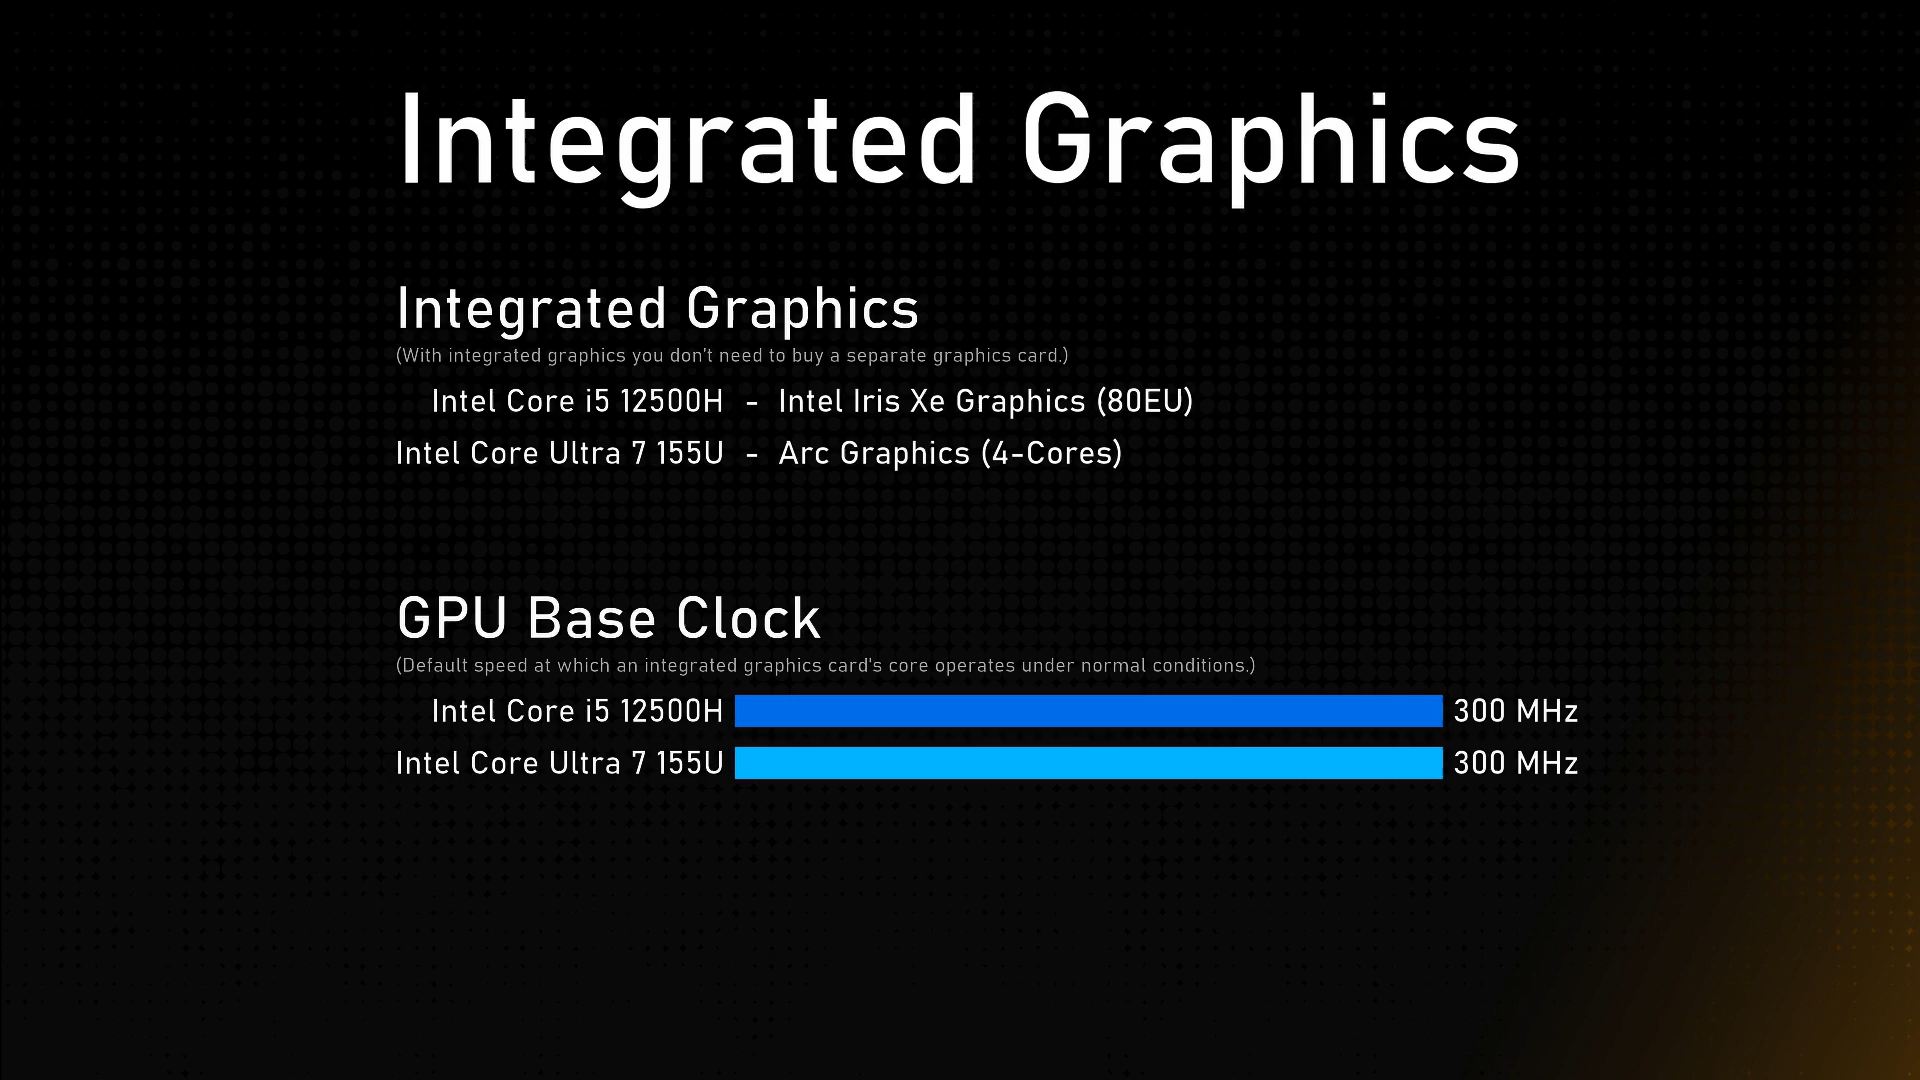 Integrated Graphics
Integrated Graphics
(With integrated graphics you don't need to buy a separate graphics card.)
Intel Core i5 12500H - Intel Iris Xe Graphics (80EU)
Intel Core Ultra 7 155U - Arc Graphics (4-Cores)
GPU Base Clock
(Default speed at which an integrated graphics card's core operates under normal conditions.)
Intel Core i5 12500H 300 MHz
Intel Core Ultra 7 155U 300 MHz